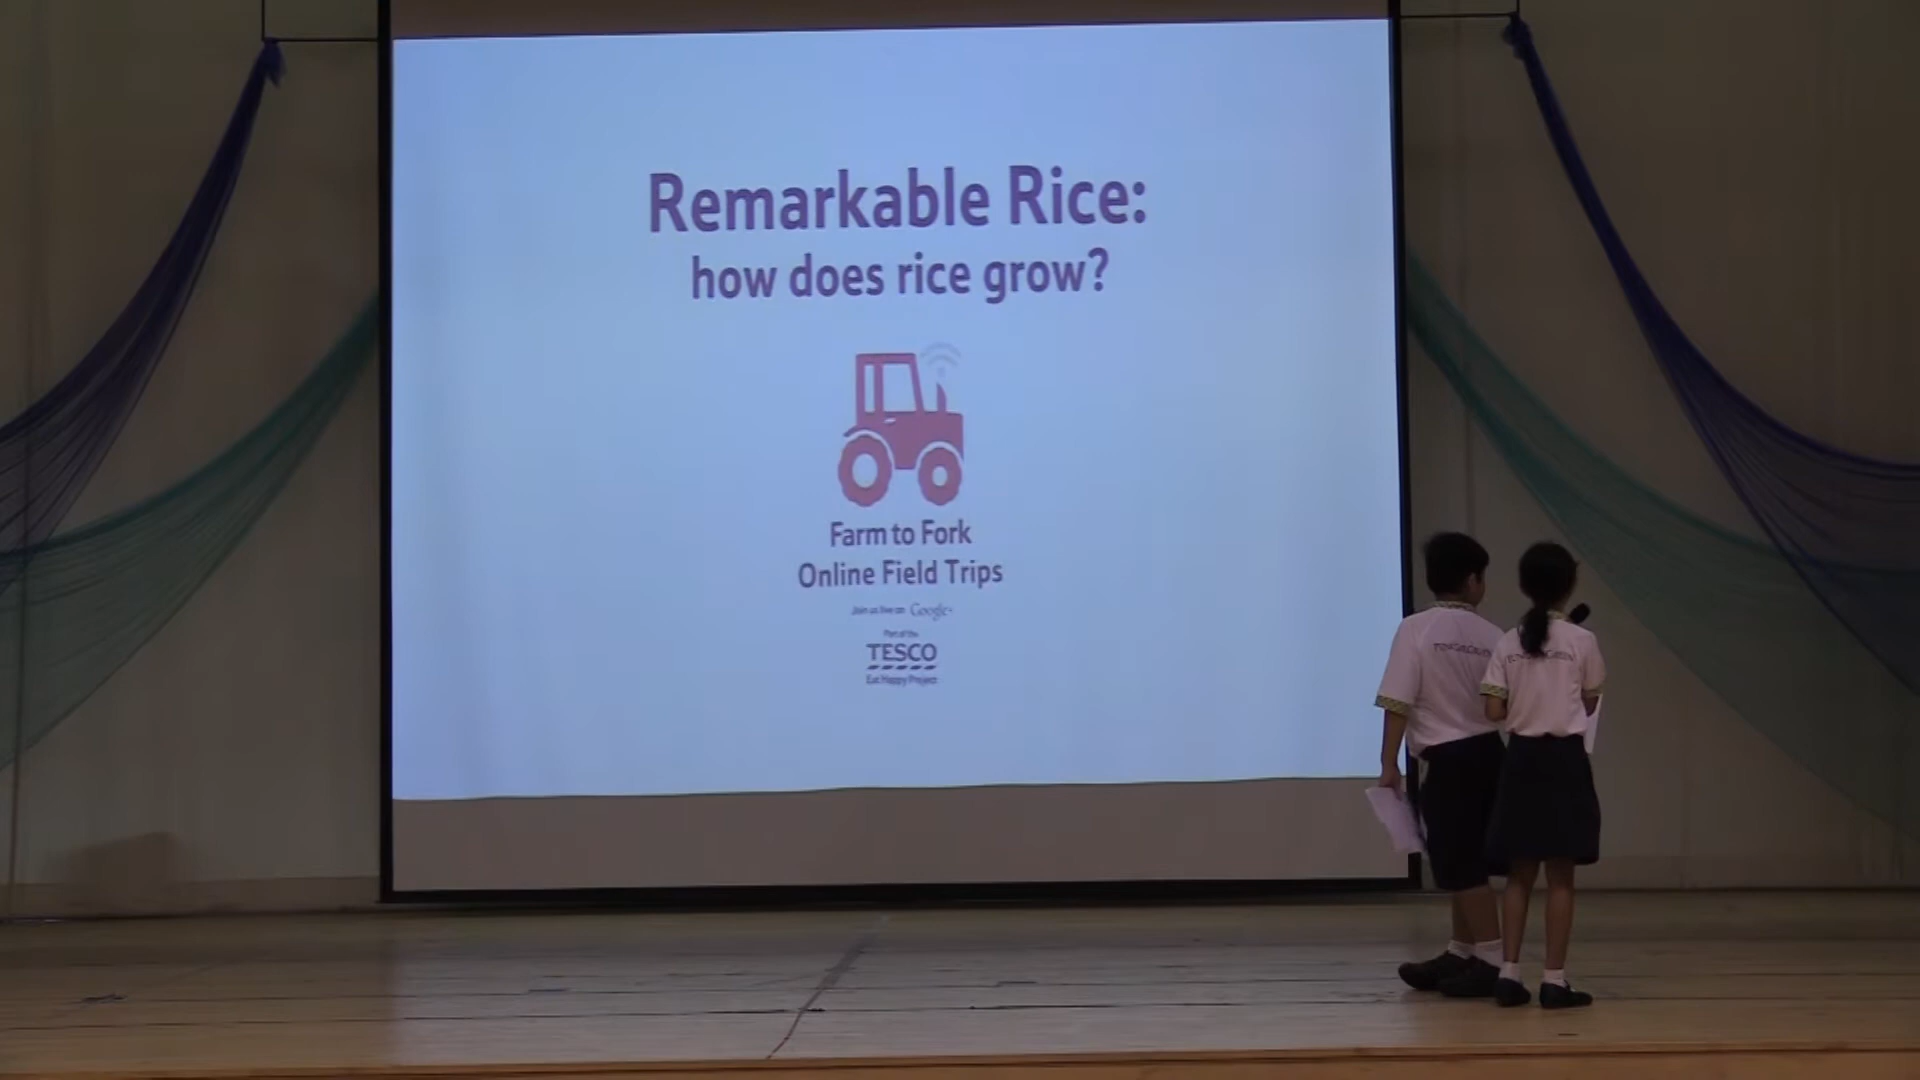 Remarkable Rice:
how does rice grow?
Farm to Fork
Online Field Trips
Join us live on Google+
Part of the
TESCO
Eat Happy Project